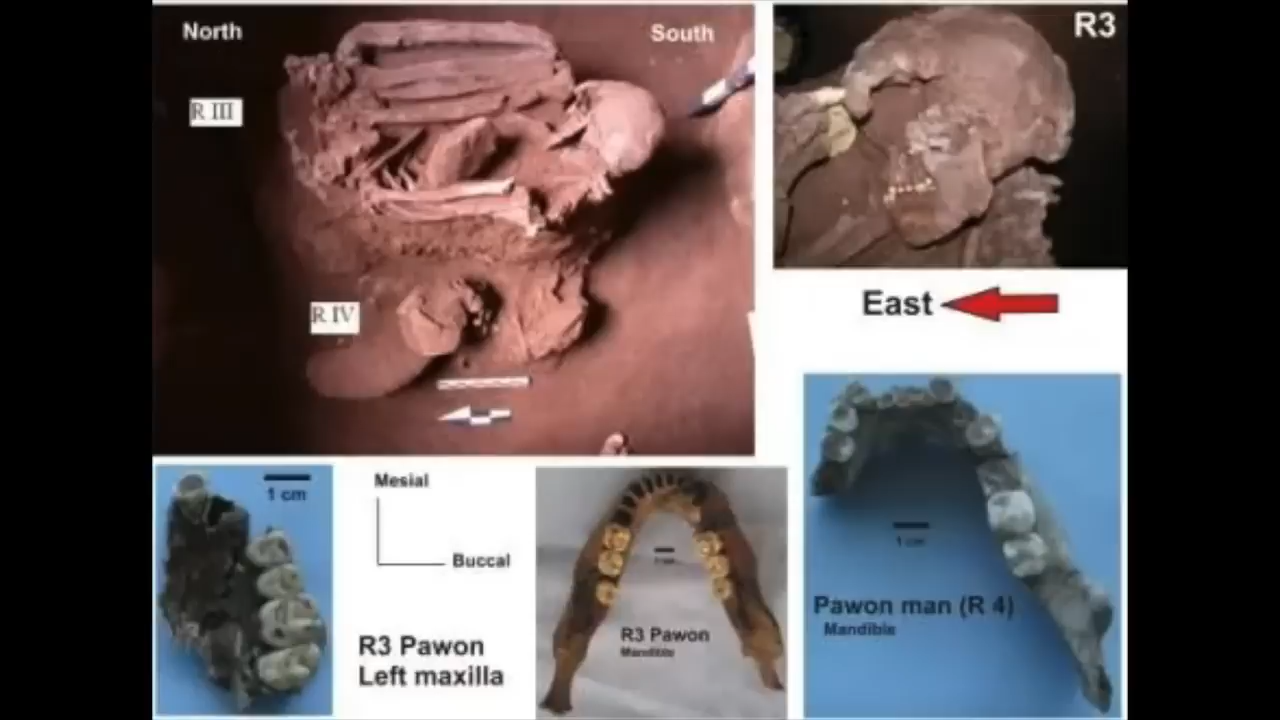 North
South
R III
R IV
R3
East
1 cm
Mesial
Buccal
R3 Pawon
Left maxilla
R3 Pawon
Mandible
1 cm
Pawon man (R 4)
Mandible